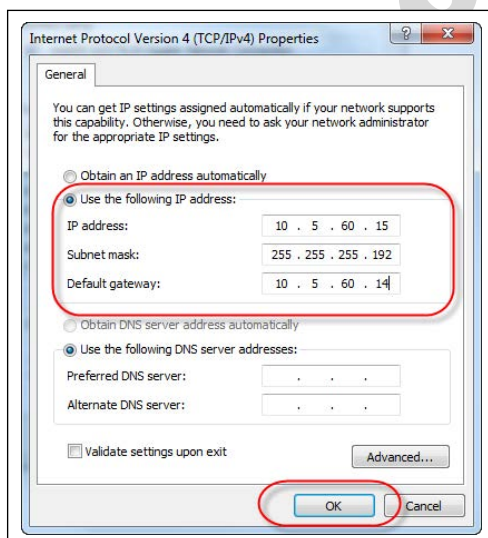 Internet Protocol Version 4 (TCP/IPv4) Properties
General
You can get IP settings assigned automatically if your network supports
this capability. Otherwise, you need to ask your network administrator
for the appropriate IP settings.
Obtain an IP address automatically
Use the following IP address:
IP address: 10 . 5 . 60 . 15
Subnet mask: 255 . 255 . 255 . 192
Default gateway: 10 . 5 . 60 . 14
Obtain DNS server address automatically
Use the following DNS server addresses:
Preferred DNS server: . . .
Alternate DNS server: . . .
Validate settings upon exit
Advanced...
OK
Cancel